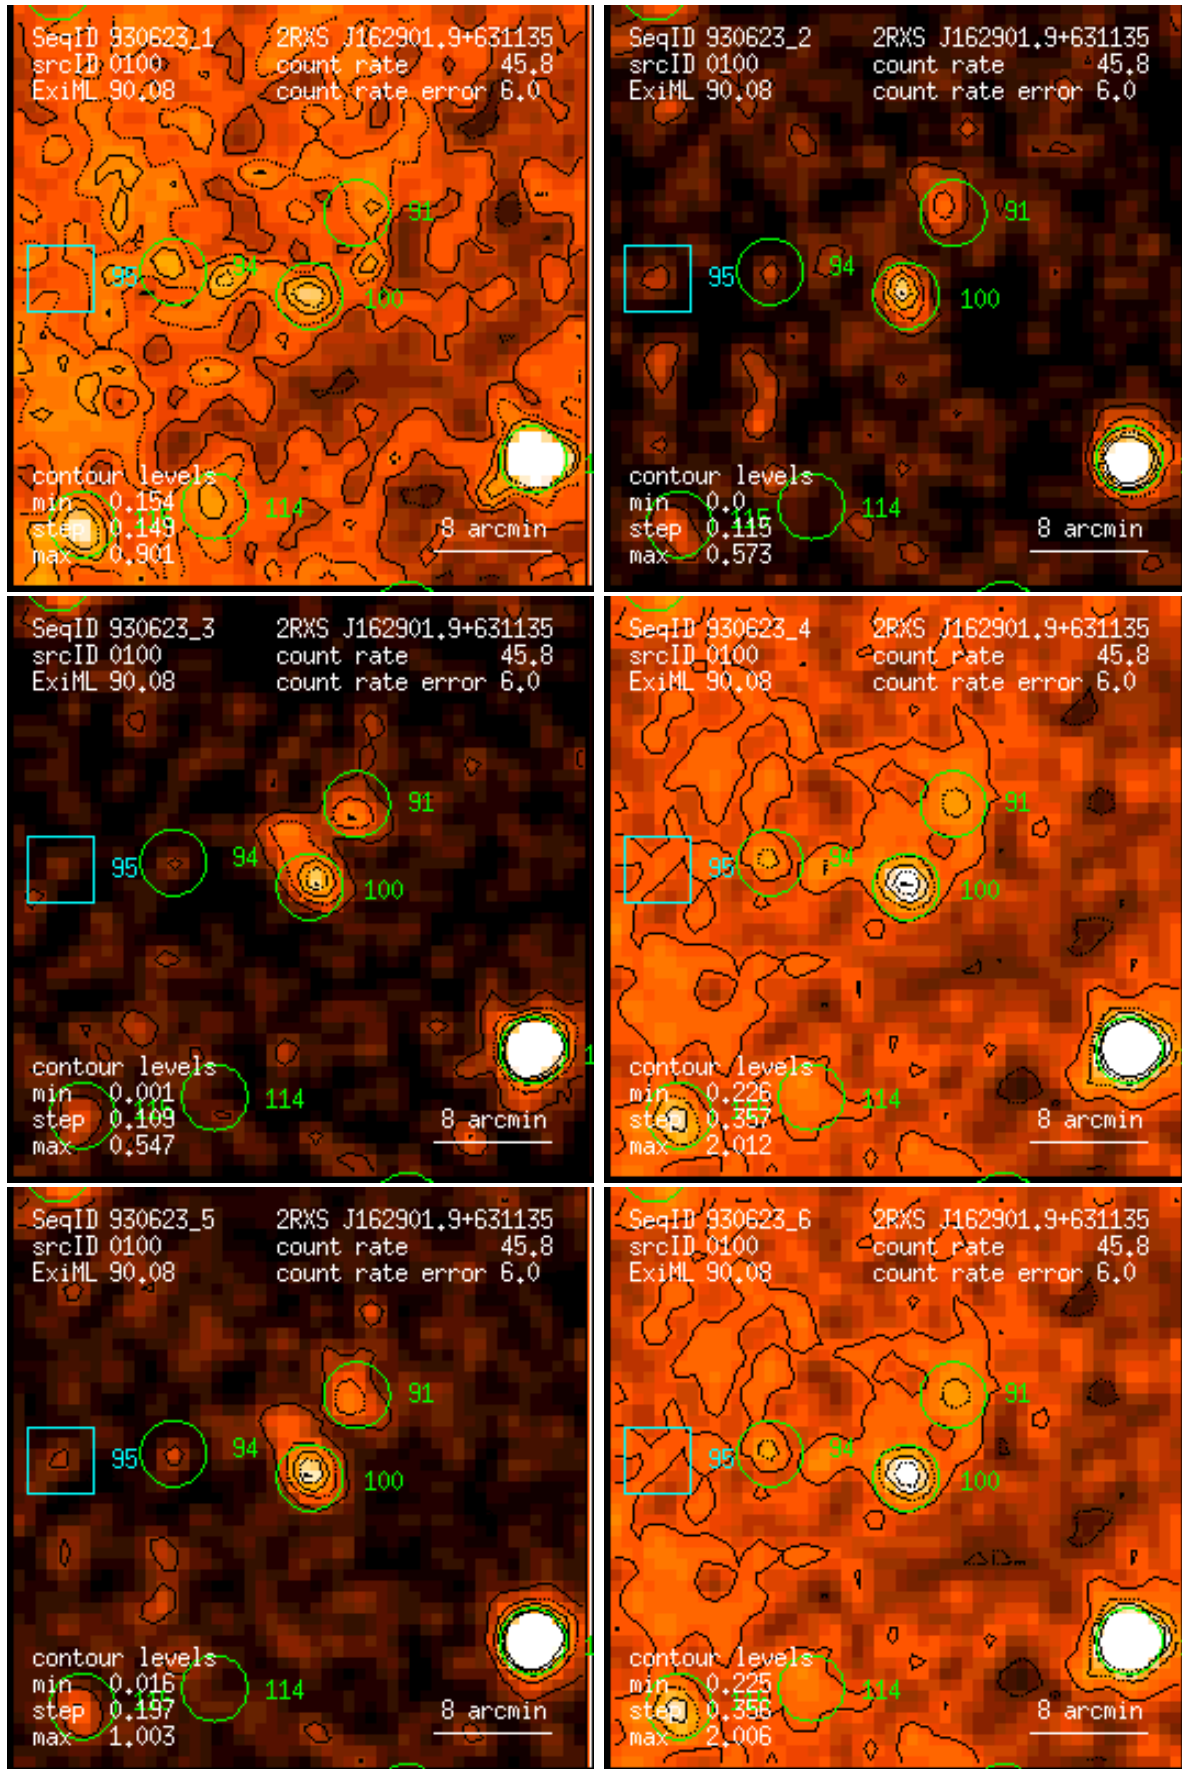 SeqID 930623_1 2RXS J162901.9+631135
srcID 0100 count rate 45.8
ExiML 90.08 count rate error 6.0
91
95 94
100
contour levels
min 0.154 114
step 0.149 115 8 arcmin
max 0.901
SeqID 930623_2 2RXS J162901.9+631135
srcID 0100 count rate 45.8
ExiML 90.08 count rate error 6.0
91
95 94
100
contour levels
min 0.0 114
step 0.115 115 8 arcmin
max 0.573
SeqID 930623_3 2RXS J162901.9+631135
srcID 0100 count rate 45.8
ExiML 90.08 count rate error 6.0
91
95 94
100
contour levels
min 0.001 114
step 0.109 115 8 arcmin
max 0.547
SeqID 930623_4 2RXS J162901.9+631135
srcID 0100 count rate 45.8
ExiML 90.08 count rate error 6.0
91
95 94
100
contour levels
min 0.226 114
step 0.357 115 8 arcmin
max 2.012
SeqID 930623_5 2RXS J162901.9+631135
srcID 0100 count rate 45.8
ExiML 90.08 count rate error 6.0
91
95 94
100
contour levels
min 0.016 114
step 0.197 115 8 arcmin
max 1.003
SeqID 930623_6 2RXS J162901.9+631135
srcID 0100 count rate 45.8
ExiML 90.08 count rate error 6.0
91
95 94
100
contour levels
min 0.225 114
step 0.356 115 8 arcmin
max 2.006